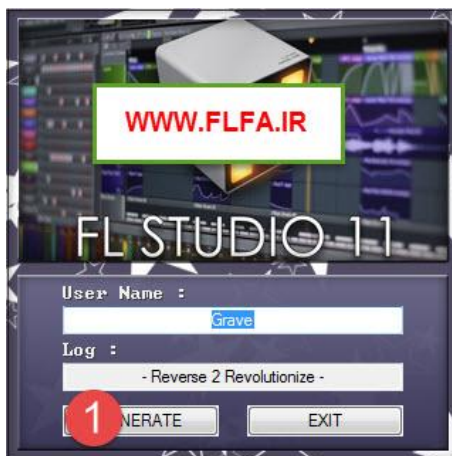 WWW.FLFA.IR
FL STUDIO 11
User Name :
Grave
Log :
- Reverse 2 Revolutionize -
1 NERATE EXIT